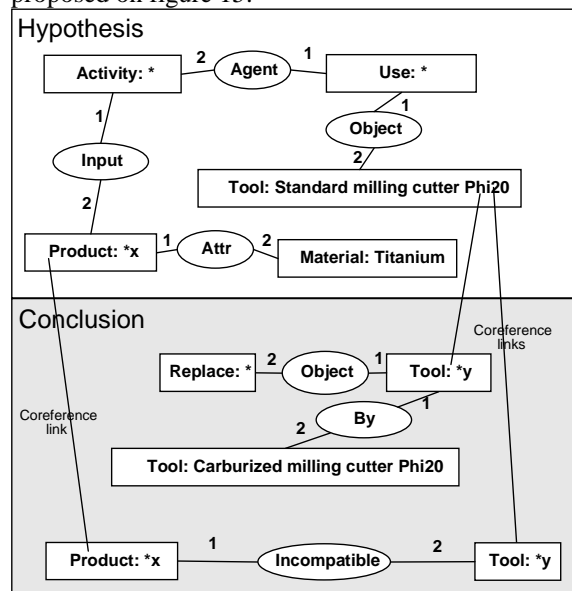 proposed on figure 13.
Hypothesis
Activity: *
2
Agent
1
Use: *
1
1
Object
2
Input
2
Tool: Standard milling cutter Phi20
Product: *x
1
Attr
2
Material: Titanium
Conclusion
Coreference
links
Replace: *
2
Object
1
Tool: *y
Coreference
link
1
By
2
Tool: Carburized milling cutter Phi20
Product: *x
1
Incompatible
2
Tool: *y